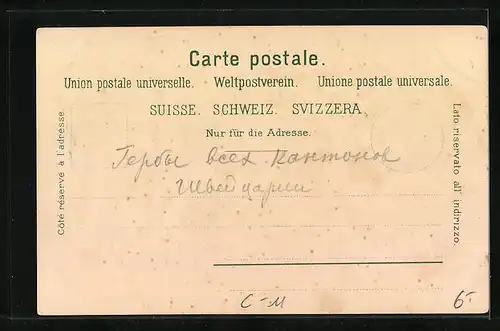 Carte postale.
Union postale universelle. Weltpostverein. Unione postale universale.
SUISSE. SCHWEIZ. SVIZZERA.
Nur für die Adresse.
Côté réservé à l'adresse.
Lato riservato all' indirizzo.
Гербы всех кантонов
Швейцарии
C-M
6-